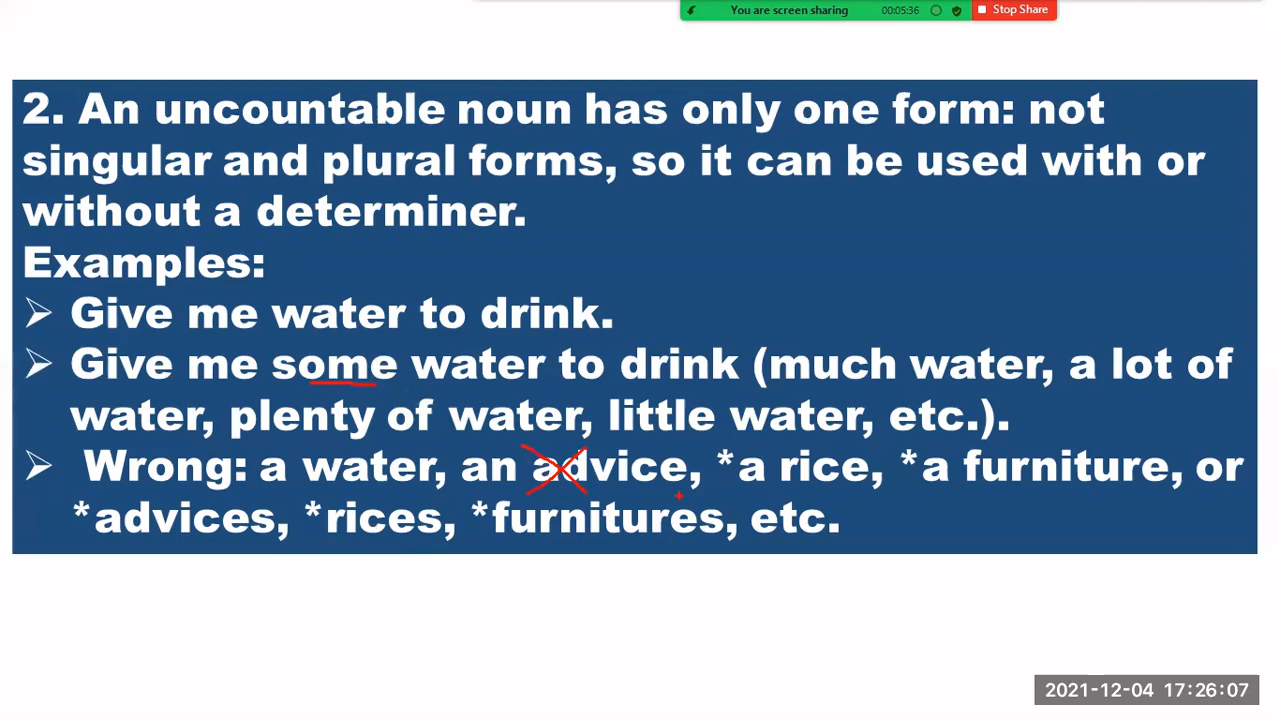 You are screen sharing 00:05:36 Stop Share
2. An uncountable noun has only one form: not
singular and plural forms, so it can be used with or
without a determiner.
Examples:
➢ Give me water to drink.
➢ Give me some water to drink (much water, a lot of
water, plenty of water, little water, etc.).
➢ Wrong: a water, an advice, *a rice, *a furniture, or
*advices, *rices, *furnitures, etc.
2021-12-04 17:26:07